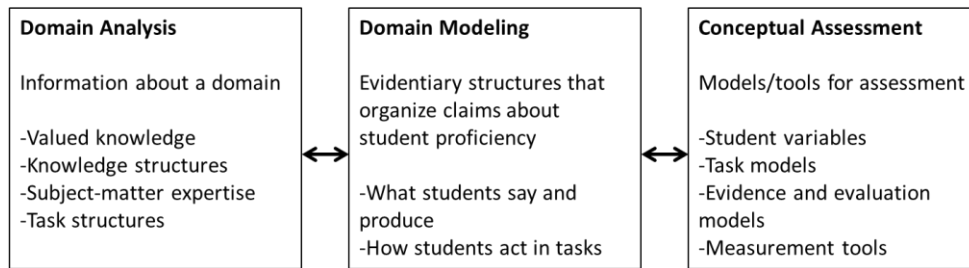 Domain Analysis
Information about a domain
-Valued knowledge
-Knowledge structures
-Subject-matter expertise
-Task structures
Domain Modeling
Evidentiary structures that
organize claims about
student proficiency
-What students say and
produce
-How students act in tasks
Conceptual Assessment
Models/tools for assessment
-Student variables
-Task models
-Evidence and evaluation
models
-Measurement tools